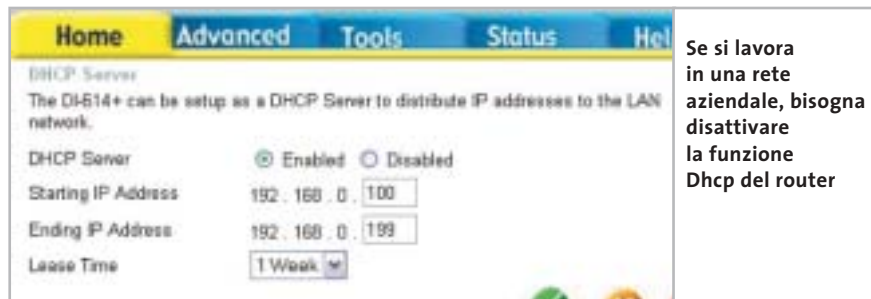 Home Advanced Tools Status Hel
DHCP Server
The DI-614+ can be setup as a DHCP Server to distribute IP addresses to the LAN
network.
DHCP Server Enabled Disabled
Starting IP Address 192 . 168 . 0 . 100
Ending IP Address 192 . 168 . 0 . 199
Lease Time 1 Week
Se si lavora
in una rete
aziendale, bisogna
disattivare
la funzione
Dhcp del router